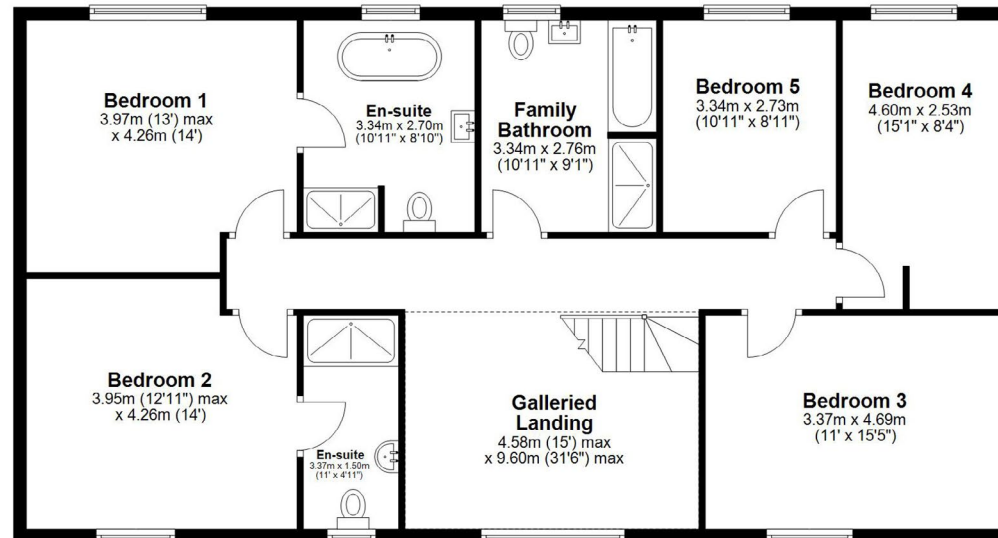 Bedroom 1
3.97m (13') max
x 4.26m (14')
En-suite
3.34m x 2.70m
(10'11" x 8'10")
Family
Bathroom
3.34m x 2.76m
(10'11" x 9'1")
Bedroom 5
3.34m x 2.73m
(10'11" x 8'11")
Bedroom 4
4.60m x 2.53m
(15'1" x 8'4")
Bedroom 2
3.95m (12'11") max
x 4.26m (14')
En-suite
3.37m x 1.50m
(11' x 4'11")
Galleried
Landing
4.58m (15') max
x 9.60m (31'6") max
Bedroom 3
3.37m x 4.69m
(11' x 15'5")